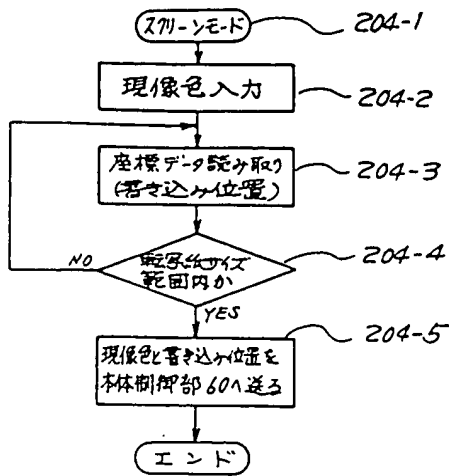 スクリーンモード
204-1
現像色入力
204-2
座標データ読み取り
(書き込み位置)
204-3
転写紙サイズ
範囲内か
204-4
NO
YES
204-5
現像色と書き込み位置を
本体制御部60へ送る
エンド